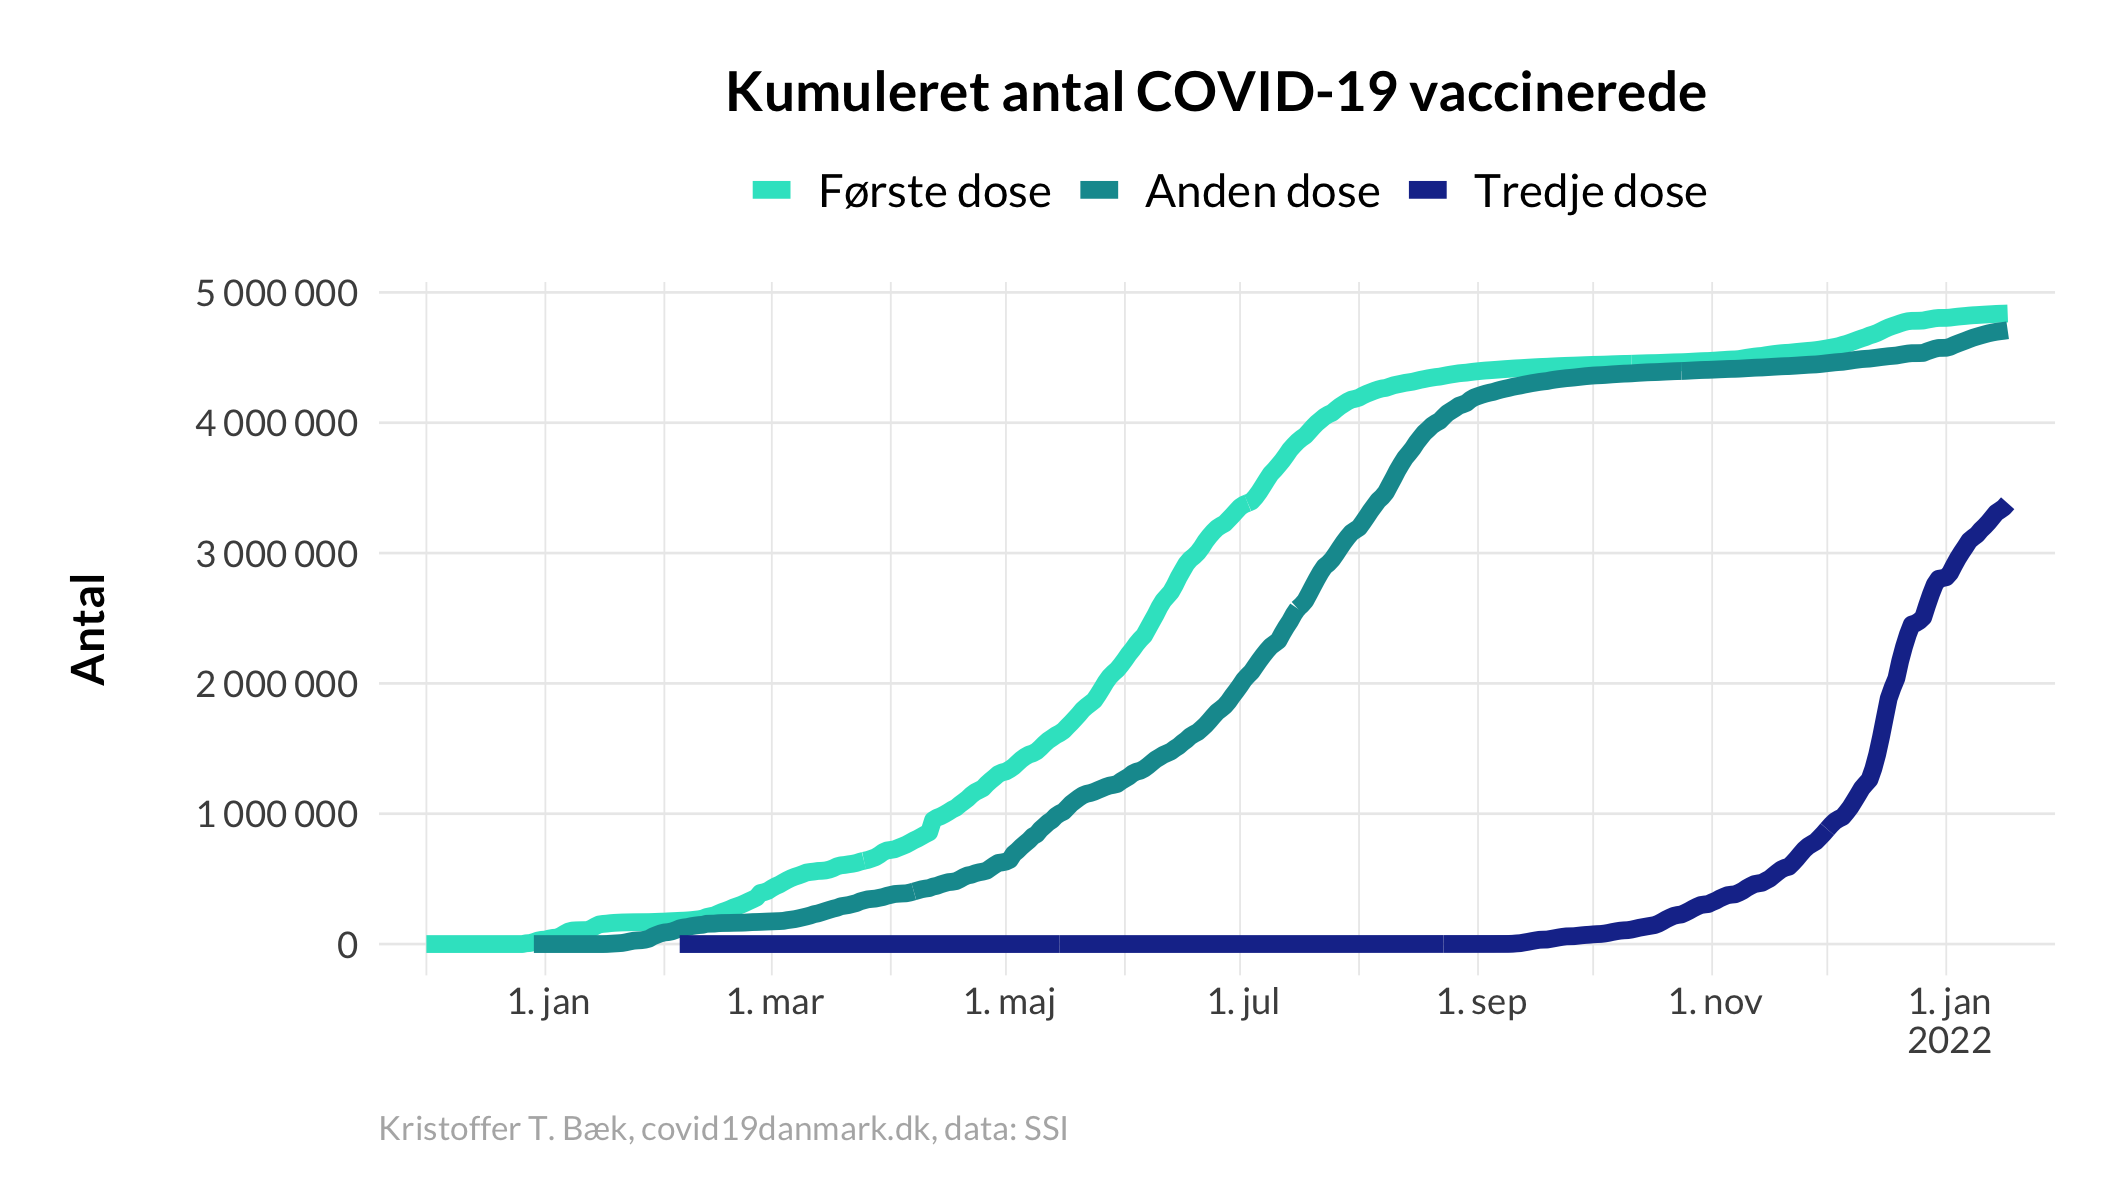 Kumuleret antal COVID-19 vaccinerede
Første dose Anden dose Tredje dose
Antal
5 000 000
4 000 000
3 000 000
2 000 000
1 000 000
0
1. jan 1. mar 1. maj 1. jul 1. sep 1. nov 1. jan
2022
Kristoffer T. Bæk, covid19danmark.dk, data: SSI